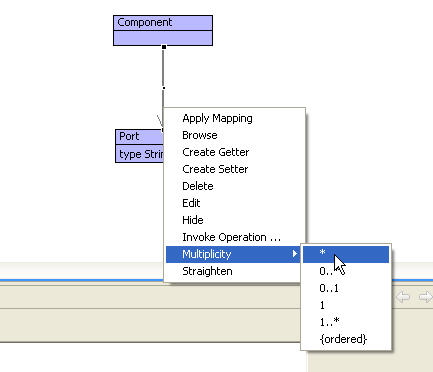 Component
Port
type Strin
Apply Mapping
Browse
Create Getter
Create Setter
Delete
Edit
Hide
Invoke Operation ...
Multiplicity
Straighten
*
0..
0..1
1
1..*
{ordered}